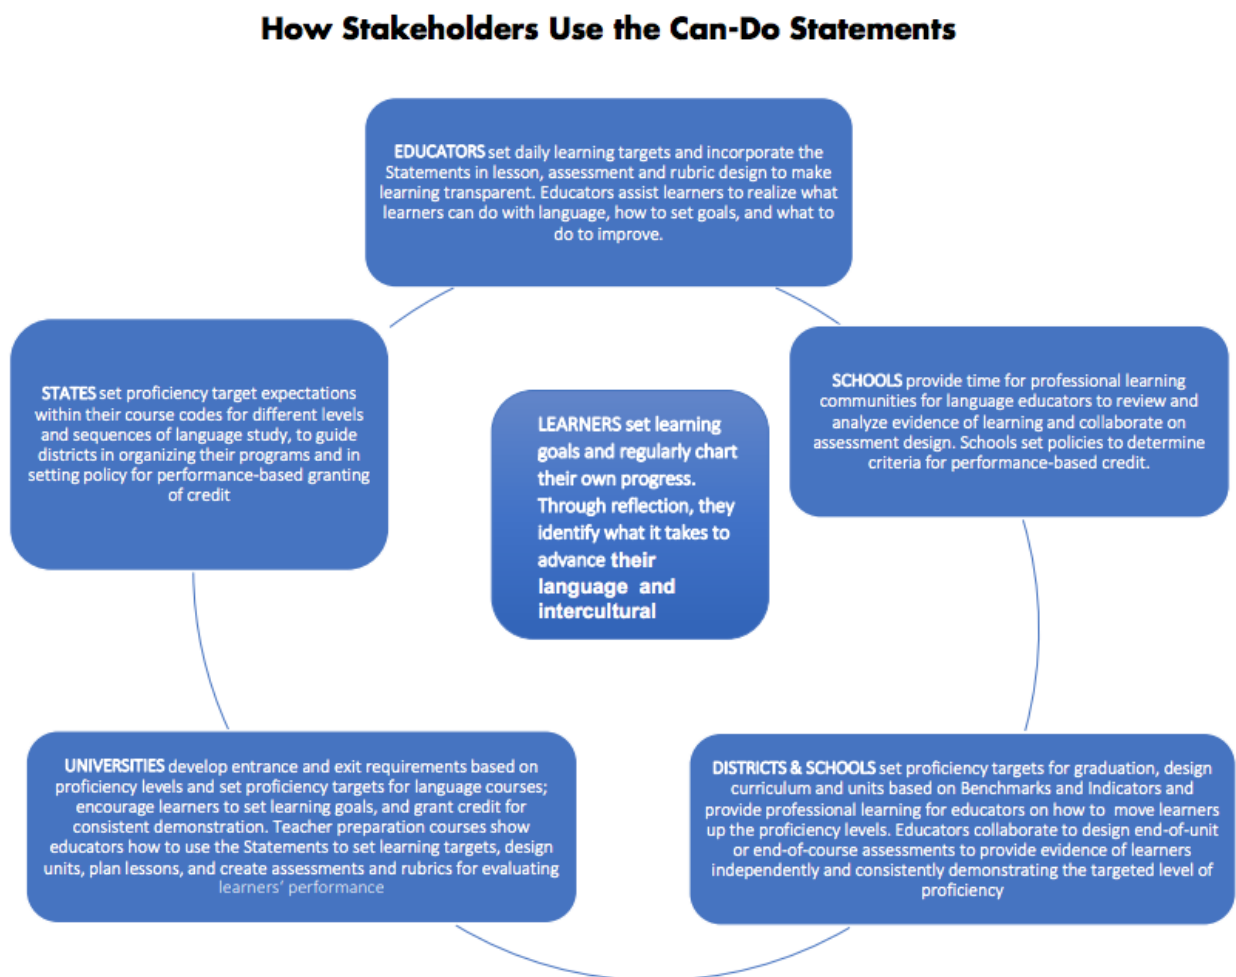 How Stakeholders Use the Can-Do Statements
EDUCATORS set daily learning targets and incorporate the
Statements in lesson, assessment and rubric design to make
learning transparent. Educators assist learners to realize what
learners can do with language, how to set goals, and what to
do to improve.
STATES set proficiency target expectations
within their course codes for different levels
and sequences of language study, to guide
districts in organizing their programs and in
setting policy for performance-based granting
of credit
LEARNERS set learning
goals and regularly chart
their own progress.
Through reflection, they
identify what it takes to
advance their
language and
intercultural
SCHOOLS provide time for professional learning
communities for language educators to review and
analyze evidence of learning and collaborate on
assessment design. Schools set policies to determine
criteria for performance-based credit.
UNIVERSITIES develop entrance and exit requirements based on
proficiency levels and set proficiency targets for language courses;
encourage learners to set learning goals, and grant credit for
consistent demonstration. Teacher preparation courses show
educators how to use the Statements to set learning targets, design
units, plan lessons, and create assessments and rubrics for evaluating
learners' performance
DISTRICTS & SCHOOLS set proficiency targets for graduation, design
curriculum and units based on Benchmarks and Indicators and
provide professional learning for educators on how to move learners
up the proficiency levels. Educators collaborate to design end-of-unit
or end-of-course assessments to provide evidence of learners
independently and consistently demonstrating the targeted level of
proficiency